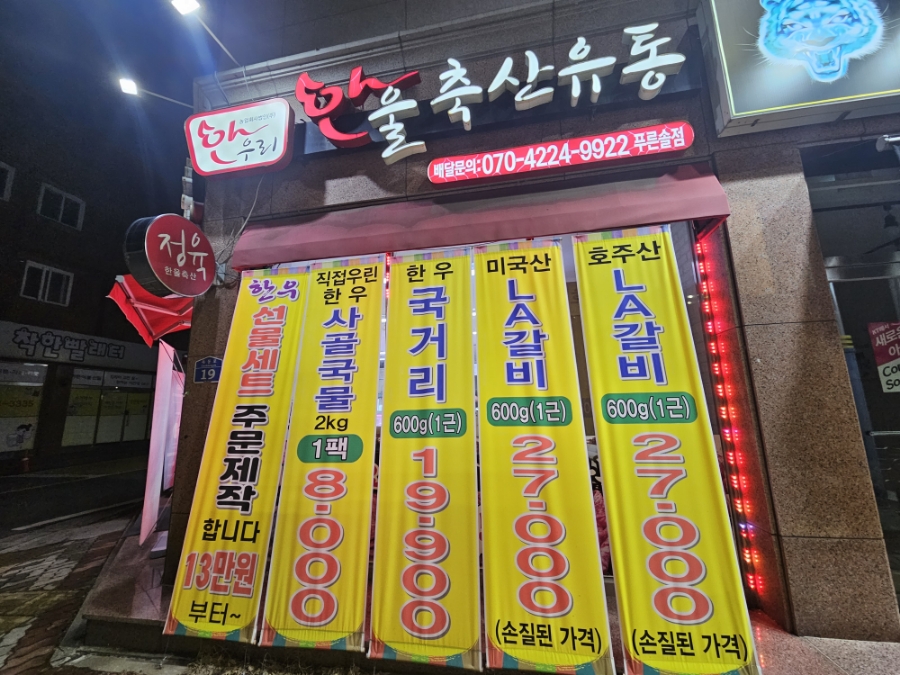 한우리
한울축산유통
배달문의:070-4224-9922 푸른솔점
정육
한울축산
착한빨래터
19
한우
선물세트
주문제작
합니다
13만원
부터~
직접우린
한우
사골국물
2kg
1팩
8,000
한우
국거리
600g(1근)
19,900
미국산
LA갈비
600g(1근)
27,000
(손질된 가격)
호주산
LA갈비
600g(1근)
27,000
(손질된 가격)